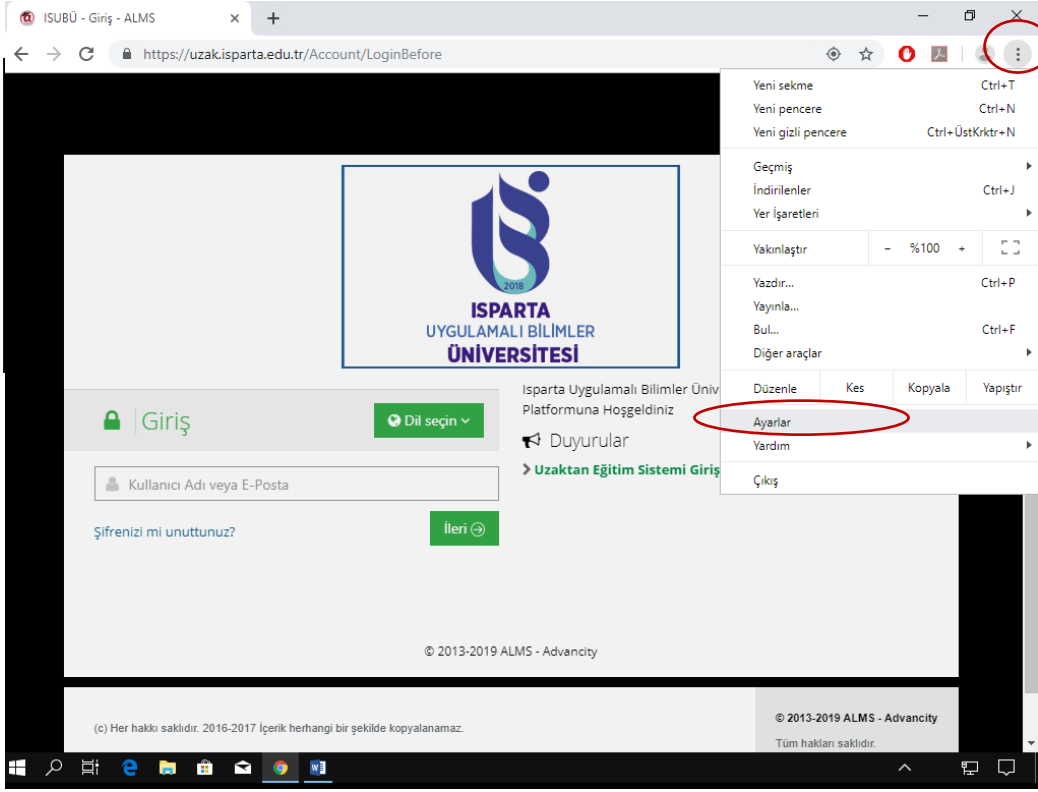 ISUBÜ - Giriş - ALMS
https://uzak.isparta.edu.tr/Account/LoginBefore
Yeni sekme Ctrl+T
Yeni pencere Ctrl+N
Yeni gizli pencere Ctrl+ÜstKrktr+N
Geçmiş
İndirilenler Ctrl+J
Yer İşaretleri
Yakınlaştır - %100 +
Yazdır... Ctrl+P
Yayınla...
Bul... Ctrl+F
Diğer araçlar
Düzenle Kes Kopyala Yapıştır
Ayarlar
Yardım
Çıkış
2018
ISPARTA
UYGULAMALI BİLİMLER
ÜNİVERSİTESİ
Giriş
Dil seçin
Kullanıcı Adı veya E-Posta
Şifrenizi mi unuttunuz?
İleri
Isparta Uygulamalı Bilimler Üniv
Platformuna Hoşgeldiniz
Duyurular
Uzaktan Eğitim Sistemi Giriş
© 2013-2019 ALMS - Advancity
(c) Her hakkı saklıdır. 2016-2017 İçerik herhangi bir şekilde kopyalanamaz.
© 2013-2019 ALMS - Advancity
Tüm hakları saklıdır.